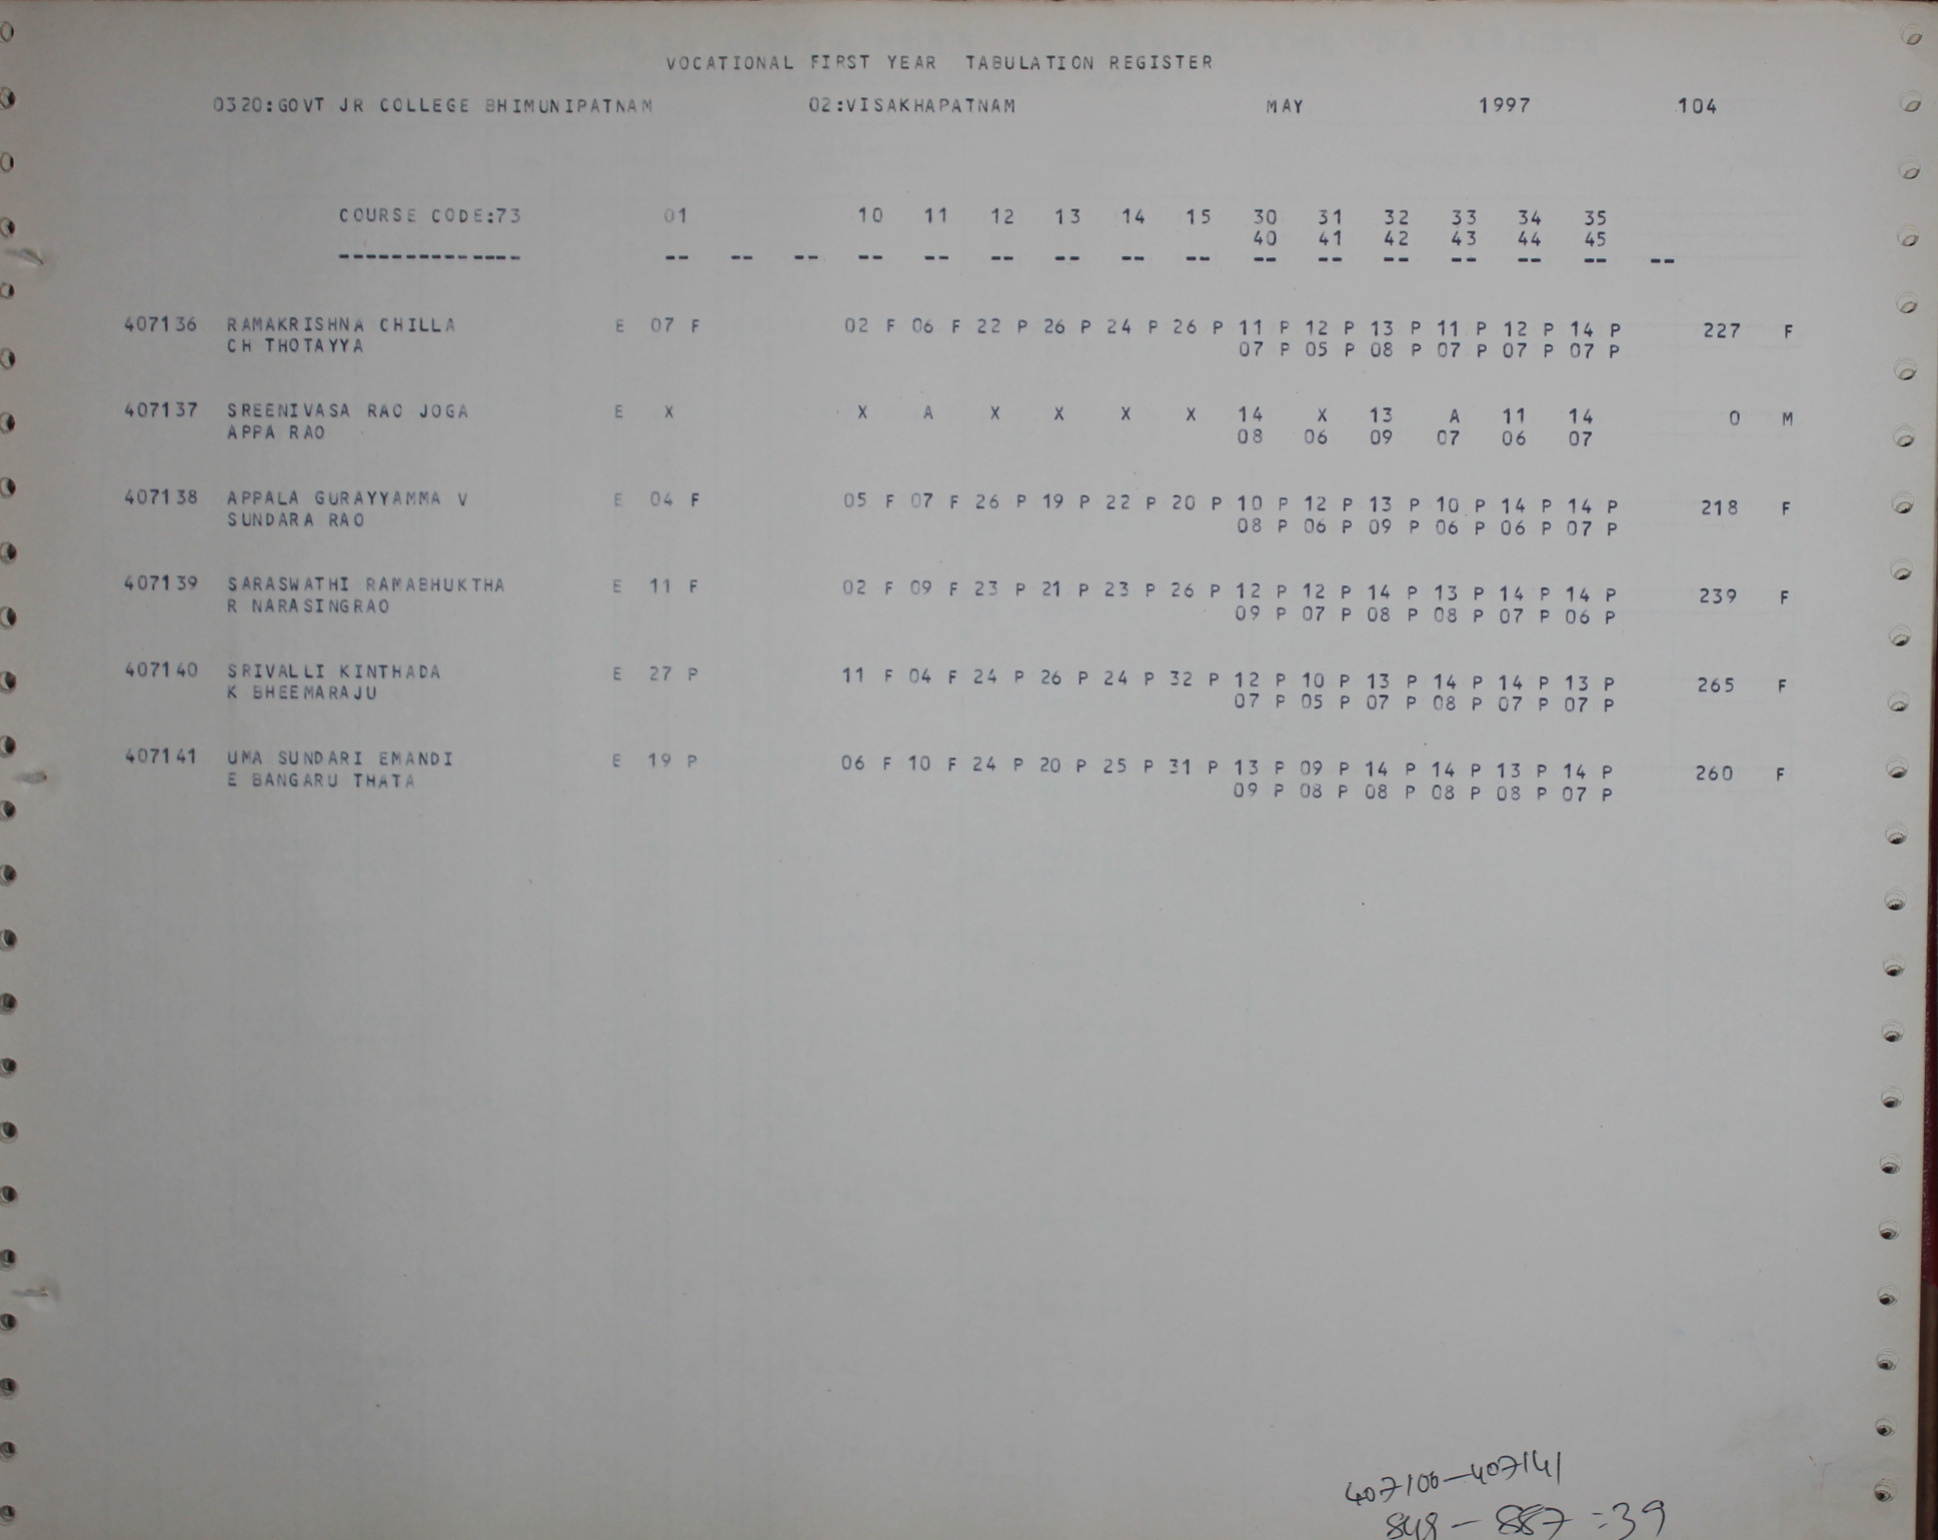 VOCATIONAL FIRST YEAR TABULATION REGISTER
0320:GOVT JR COLLEGE BHIMUNIPATNAM 02:VISAKHAPATNAM MAY 1997 104
COURSE CODE:73 01 10 11 12 13 14 15 30 31 32 33 34 35
40 41 42 43 44 45
-------------- -- -- -- -- -- -- -- -- -- -- -- -- -- -- -- --
407136 RAMAKRISHNA CHILLA E 07 F 02 F 06 F 22 P 26 P 24 P 26 P 11 P 12 P 13 P 11 P 12 P 14 P 227 F
CH THOTAYYA 07 P 05 P 08 P 07 P 07 P 07 P
407137 SREENIVASA RAO JOGA E X X A X X X X 14 X 13 A 11 14 0 M
APPA RAO 08 06 09 07 06 07
407138 APPALA GURAYYAMMA V E 04 F 05 F 07 F 26 P 19 P 22 P 20 P 10 P 12 P 13 P 10 P 14 P 14 P 218 F
SUNDARA RAO 08 P 06 P 09 P 06 P 06 P 07 P
407139 SARASWATHI RAMABHUKTHA E 11 F 02 F 09 F 23 P 21 P 23 P 26 P 12 P 12 P 14 P 13 P 14 P 14 P 239 F
R NARASINGRAO 09 P 07 P 08 P 08 P 07 P 06 P
407140 SRIVALLI KINTHADA E 27 P 11 F 04 F 24 P 26 P 24 P 32 P 12 P 10 P 13 P 14 P 14 P 13 P 265 F
K BHEEMARAJU 07 P 05 P 07 P 08 P 07 P 07 P
407141 UMA SUNDARI EMANDI E 19 P 06 F 10 F 24 P 20 P 25 P 31 P 13 P 09 P 14 P 14 P 13 P 14 P 260 F
E BANGARU THATA 09 P 08 P 08 P 08 P 08 P 07 P
407100-407141
848 - 887 = 39